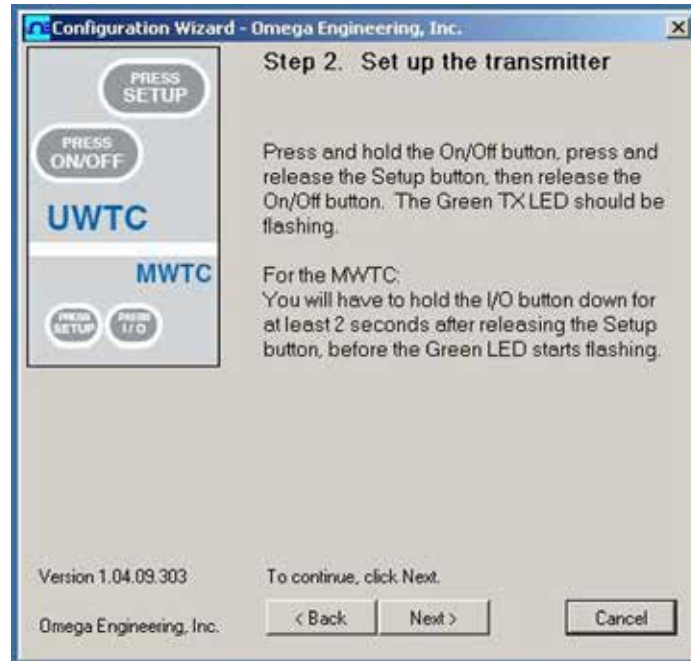 Configuration Wizard - Omega Engineering, Inc.
PRESS
SETUP
PRESS
ON/OFF
UWTC
MWTC
PRESS
SETUP
PRESS
I/O
Step 2. Set up the transmitter
Press and hold the On/Off button, press and
release the Setup button, then release the
On/Off button. The Green TX LED should be
flashing.
For the MWTC:
You will have to hold the I/O button down for
at least 2 seconds after releasing the Setup
button, before the Green LED starts flashing.
Version 1.04.09.303
To continue, click Next.
Omega Engineering, Inc.
< Back
Next >
Cancel